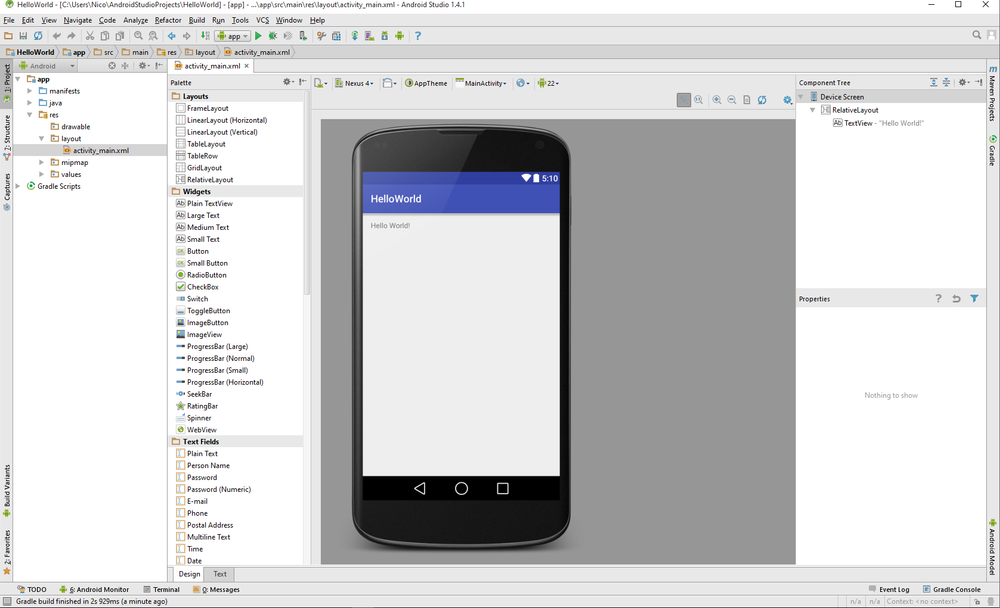 HelloWorld - [C:\Users\Nico\AndroidStudioProjects\HelloWorld] - [app] - ...\app\src\main\res\layout\activity_main.xml - Android Studio 1.4.1
File Edit View Navigate Code Analyze Refactor Build Run Tools VCS Window Help
app
HelloWorld app src main res layout activity_main.xml
1: Project
7: Structure
Captures
Build Variants
2: Favorites
Android
app
manifests
java
res
drawable
layout
activity_main.xml
mipmap
values
Gradle Scripts
activity_main.xml
Palette
Layouts
FrameLayout
LinearLayout (Horizontal)
LinearLayout (Vertical)
TableLayout
TableRow
GridLayout
RelativeLayout
Widgets
Plain TextView
Large Text
Medium Text
Small Text
Button
Small Button
RadioButton
CheckBox
Switch
ToggleButton
ImageButton
ImageView
ProgressBar (Large)
ProgressBar (Normal)
ProgressBar (Small)
ProgressBar (Horizontal)
SeekBar
RatingBar
Spinner
WebView
Text Fields
Plain Text
Person Name
Password
Password (Numeric)
E-mail
Phone
Postal Address
Multiline Text
Time
Date
Nexus 4 AppTheme MainActivity 22
5:10
HelloWorld
Hello World!
Component Tree
Device Screen
RelativeLayout
Ab TextView - "Hello World!"
Properties
Nothing to show
Maven Projects
Gradle
Android Model
Design Text
TODO 6: Android Monitor Terminal 0: Messages Event Log Gradle Console
Gradle build finished in 2s 929ms (a minute ago) n/a n/a Context: <no context>